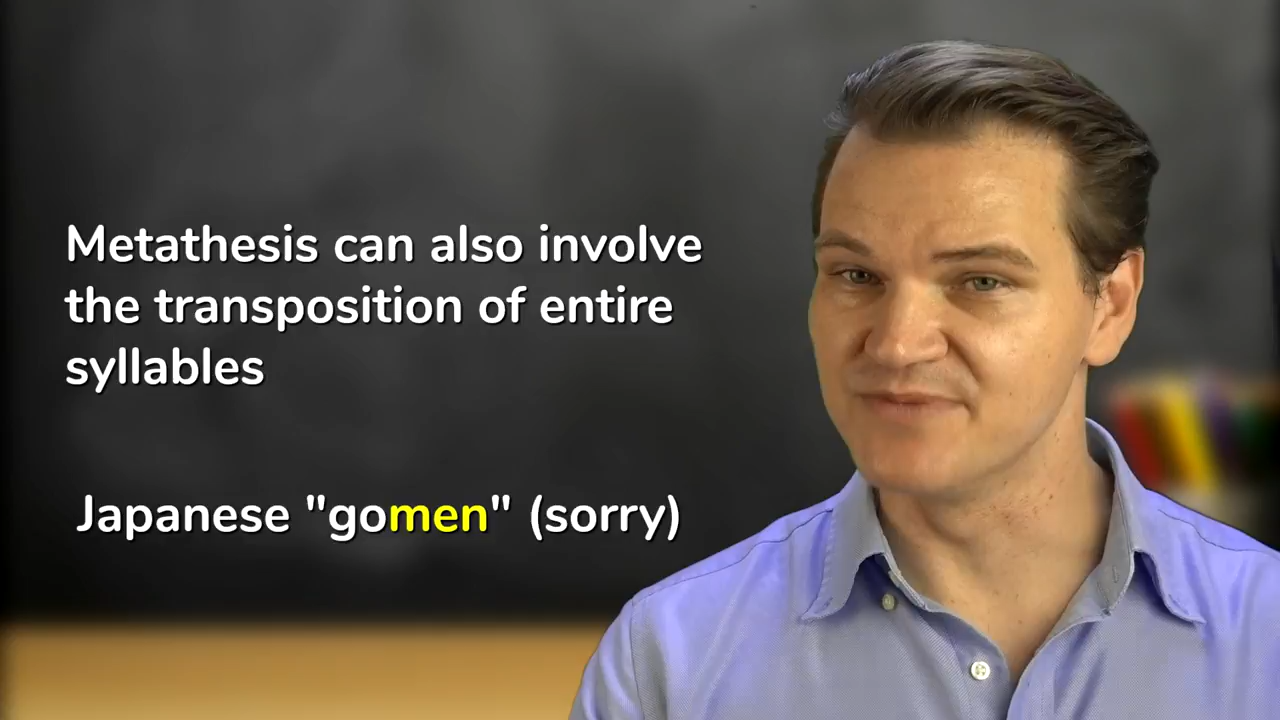 Metathesis can also involve
the transposition of entire
syllables
Japanese "gomen" (sorry)